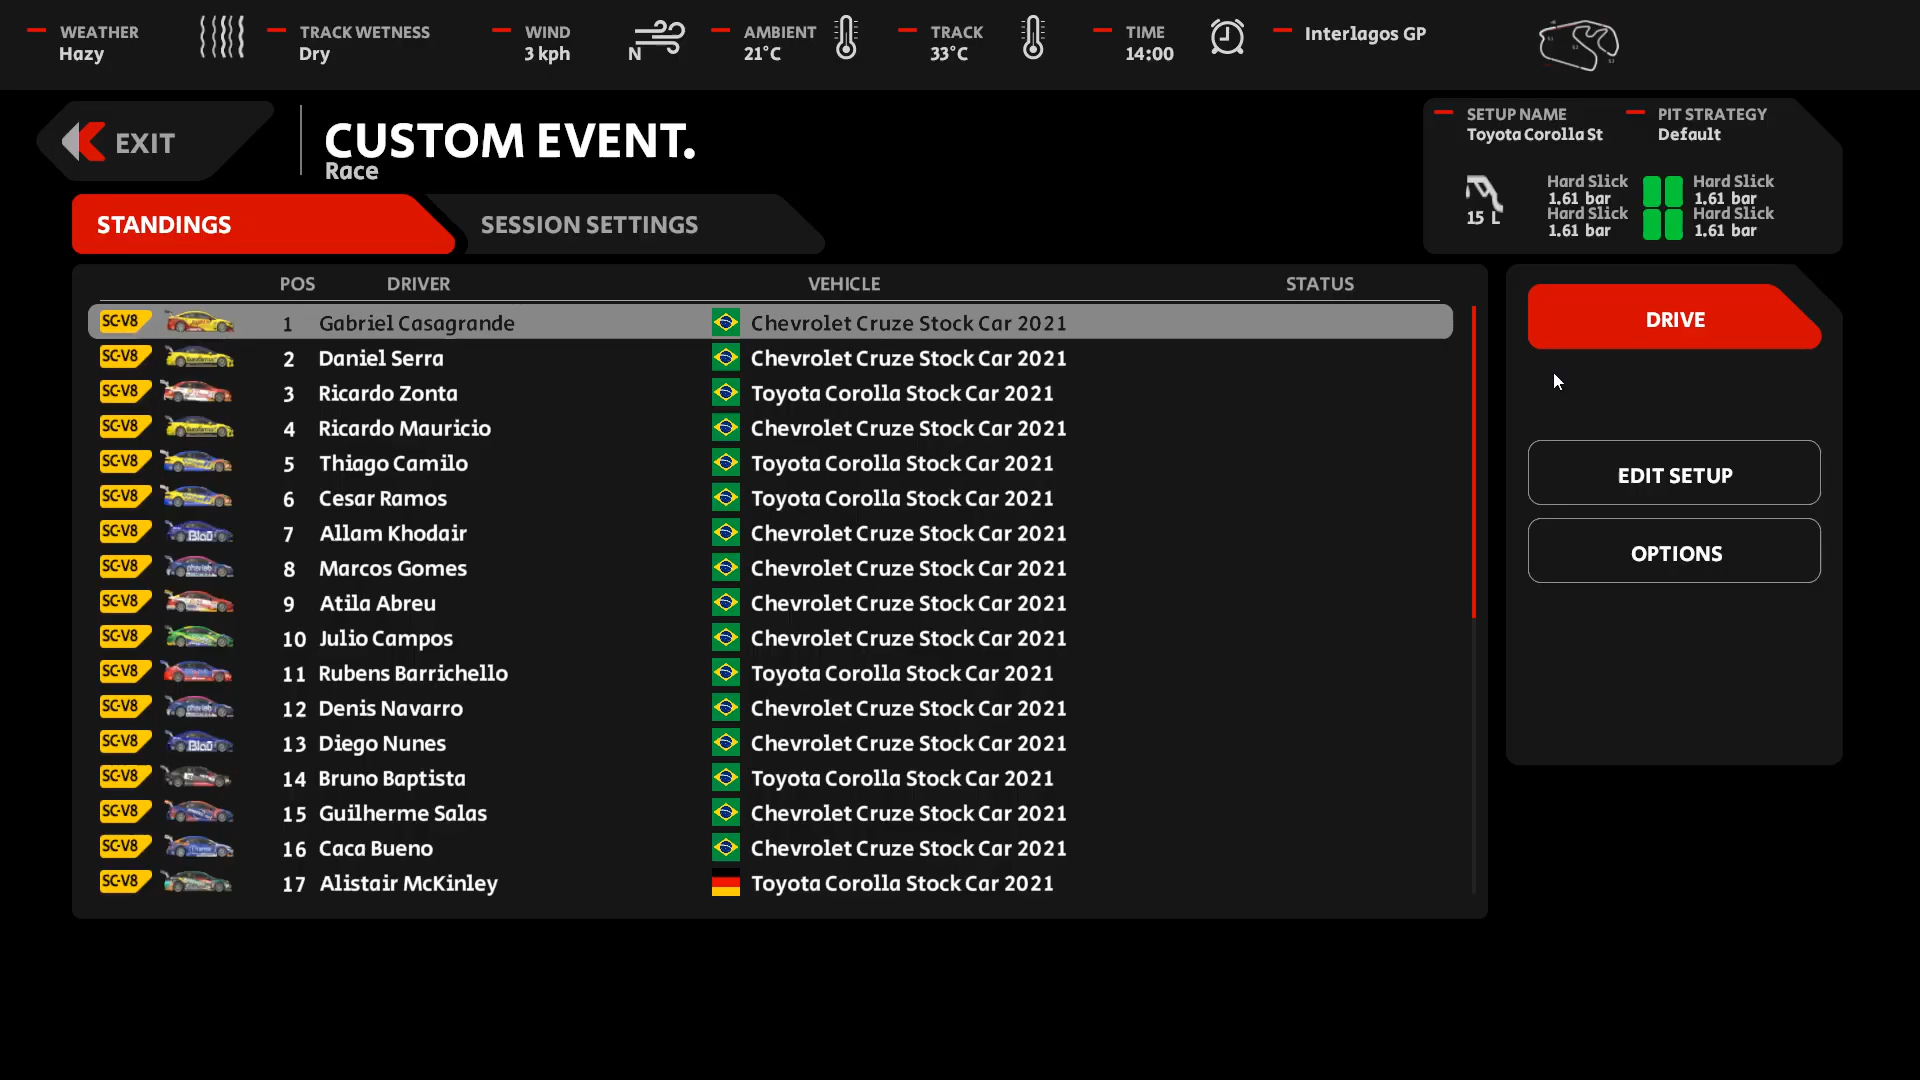 WEATHER
Hazy
TRACK WETNESS
Dry
WIND
3 kph
N
AMBIENT
21°C
TRACK
33°C
TIME
14:00
Interlagos GP
EXIT
CUSTOM EVENT.
Race
SETUP NAME
Toyota Corolla St
PIT STRATEGY
Default
15 L
Hard Slick
1.61 bar
Hard Slick
1.61 bar
Hard Slick
1.61 bar
Hard Slick
1.61 bar
STANDINGS
SESSION SETTINGS
POS DRIVER VEHICLE STATUS
SC-V8 1 Gabriel Casagrande Chevrolet Cruze Stock Car 2021
SC-V8 2 Daniel Serra Chevrolet Cruze Stock Car 2021
SC-V8 3 Ricardo Zonta Toyota Corolla Stock Car 2021
SC-V8 4 Ricardo Mauricio Chevrolet Cruze Stock Car 2021
SC-V8 5 Thiago Camilo Toyota Corolla Stock Car 2021
SC-V8 6 Cesar Ramos Toyota Corolla Stock Car 2021
SC-V8 7 Allam Khodair Chevrolet Cruze Stock Car 2021
SC-V8 8 Marcos Gomes Chevrolet Cruze Stock Car 2021
SC-V8 9 Atila Abreu Chevrolet Cruze Stock Car 2021
SC-V8 10 Julio Campos Chevrolet Cruze Stock Car 2021
SC-V8 11 Rubens Barrichello Toyota Corolla Stock Car 2021
SC-V8 12 Denis Navarro Chevrolet Cruze Stock Car 2021
SC-V8 13 Diego Nunes Chevrolet Cruze Stock Car 2021
SC-V8 14 Bruno Baptista Toyota Corolla Stock Car 2021
SC-V8 15 Guilherme Salas Chevrolet Cruze Stock Car 2021
SC-V8 16 Caca Bueno Chevrolet Cruze Stock Car 2021
SC-V8 17 Alistair McKinley Toyota Corolla Stock Car 2021
DRIVE
EDIT SETUP
OPTIONS